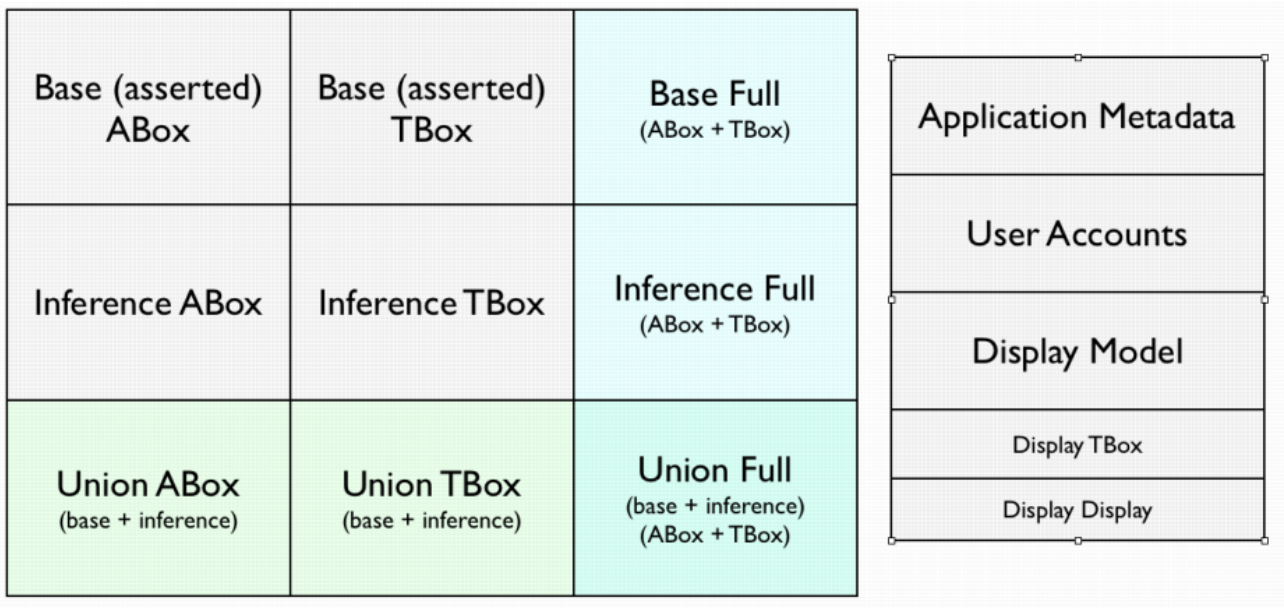 Base (asserted)
ABox
Base (asserted)
TBox
Base Full
(ABox + TBox)
Inference ABox
Inference TBox
Inference Full
(ABox + TBox)
Union ABox
(base + inference)
Union TBox
(base + inference)
Union Full
(base + inference)
(ABox + TBox)
Application Metadata
User Accounts
Display Model
Display TBox
Display Display